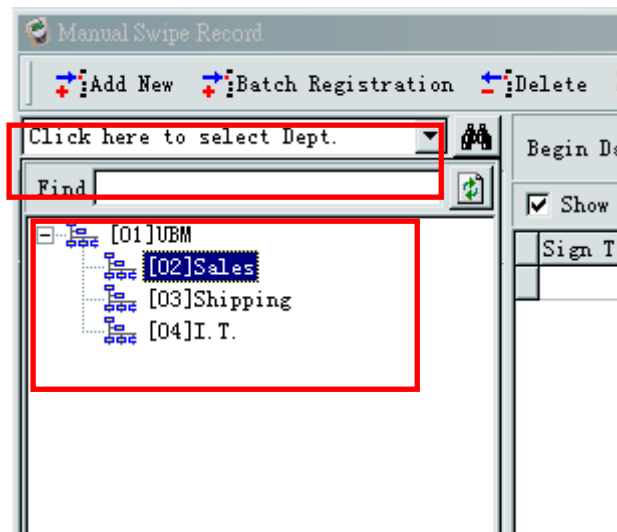 Manual Swipe Record
Add New Batch Registration Delete
Click here to select Dept.
Find
[01]UBM
[02]Sales
[03]Shipping
[04]I.T.
Begin Da
Show
Sign T